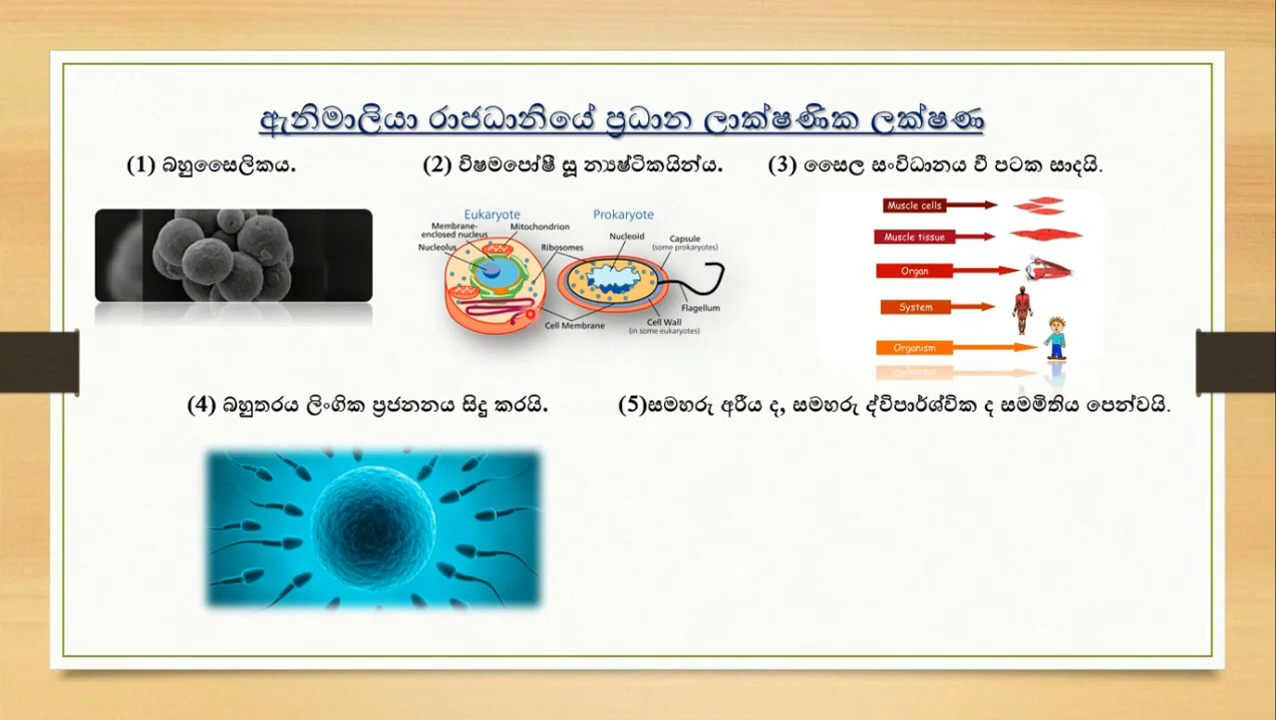 ඇනිමාලියා රාජධානියේ ප්‍රධාන ලාක්ෂණික ලක්ෂණ
(1) බහුසෛලිකය.
(2) විෂමපෝෂී සූ න්‍යෂ්ටිකයින්ය.
(3) සෛල සංවිධානය වී පටක සාදයි.
Eukaryote
Prokaryote
Membrane-
enclosed nucleus
Mitochondrion
Nucleolus
Ribosomes
Nucleoid
Capsule
(some prokaryotes)
Flagellum
Cell Membrane
Cell Wall
(in some eukaryotes)
Muscle cells
Muscle tissue
Organ
System
Organism
(4) බහුතරය ලිංගික ප්‍රජනනය සිදු කරයි.
(5)සමහරු අරීය ද, සමහරු ද්විපාර්ශ්වික ද සමමිතිය පෙන්වයි.